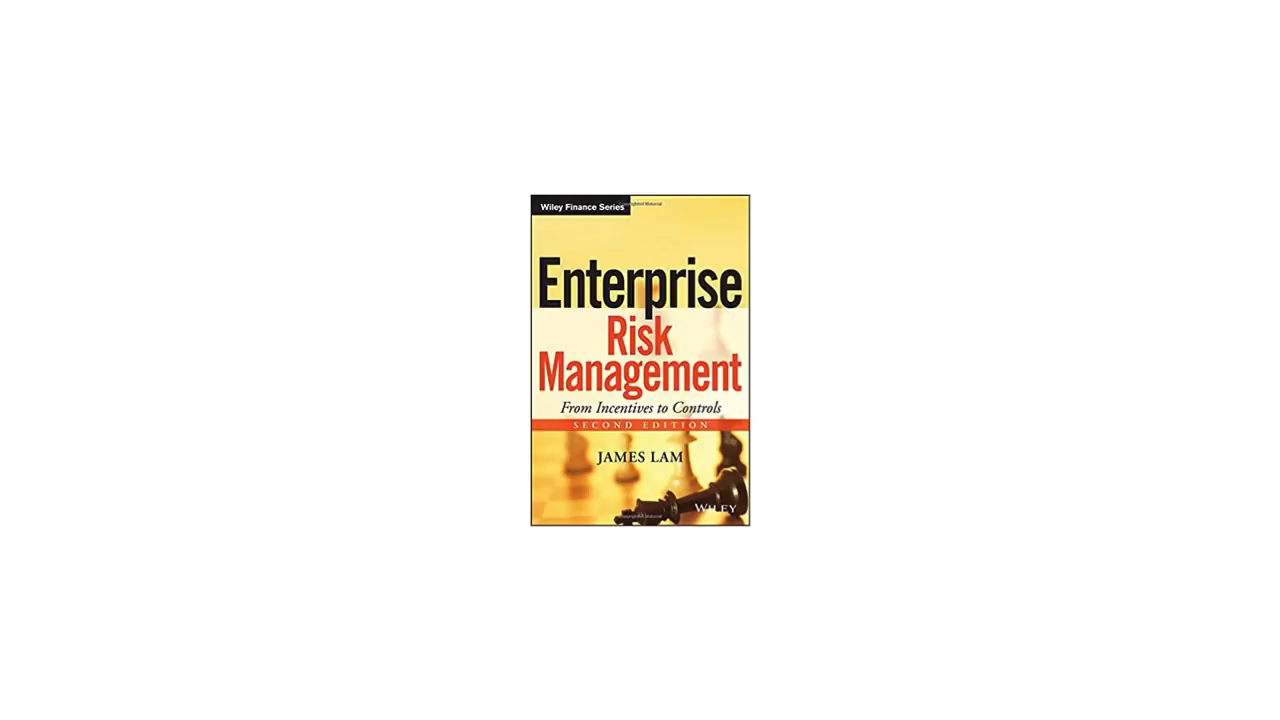 Wiley Finance Series
Enterprise
Risk
Management
From Incentives to Controls
SECOND EDITION
JAMES LAM
WILEY